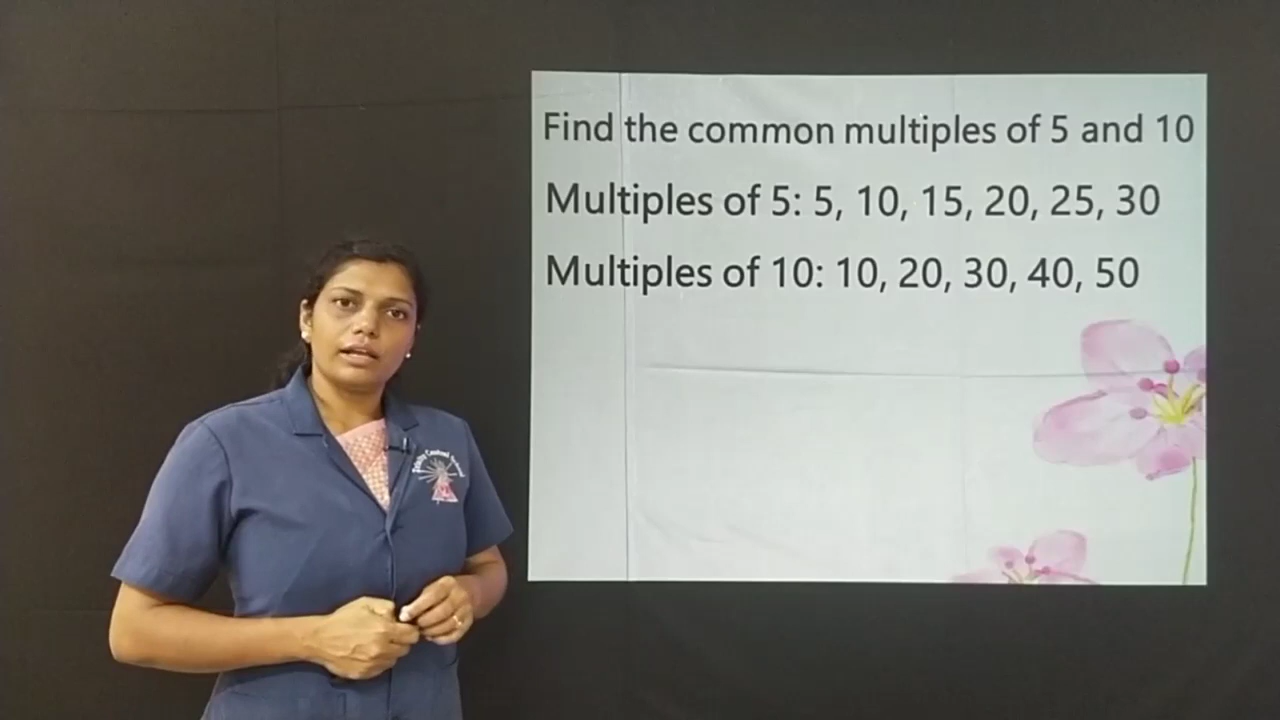 Find the common multiples of 5 and 10
Multiples of 5: 5, 10, 15, 20, 25, 30
Multiples of 10: 10, 20, 30, 40, 50